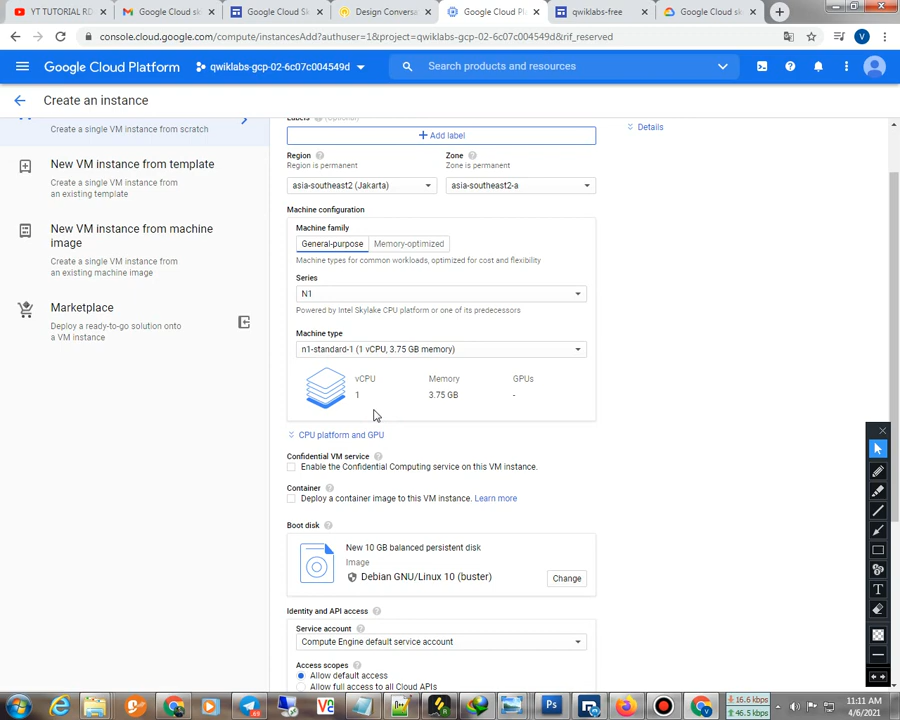 YT TUTORIAL RD
Google Cloud sk
Google Cloud Sk
Design Conversa
Google Cloud Pl
qwiklabs-free
Google Cloud sk
console.cloud.google.com/compute/instancesAdd?authuser=1&project=qwiklabs-gcp-02-6c07c004549d&rif_reserved
V
Google Cloud Platform
qwiklabs-gcp-02-6c07c004549d
Search products and resources
Create an instance
Create a single VM instance from scratch
New VM instance from template
Create a single VM instance from
an existing template
New VM instance from machine
image
Create a single VM instance from
an existing machine image
Marketplace
Deploy a ready-to-go solution onto
a VM instance
Labels (Optional)
+ Add label
Details
Region
Region is permanent
Zone
Zone is permanent
asia-southeast2 (Jakarta)
asia-southeast2-a
Machine configuration
Machine family
General-purpose
Memory-optimized
Machine types for common workloads, optimized for cost and flexibility
Series
N1
Powered by Intel Skylake CPU platform or one of its predecessors
Machine type
n1-standard-1 (1 vCPU, 3.75 GB memory)
vCPU
Memory
GPUs
1
3.75 GB
-
CPU platform and GPU
Confidential VM service
Enable the Confidential Computing service on this VM instance.
Container
Deploy a container image to this VM instance. Learn more
Boot disk
New 10 GB balanced persistent disk
Image
Debian GNU/Linux 10 (buster)
Change
Identity and API access
Service account
Compute Engine default service account
Access scopes
Allow default access
Allow full access to all Cloud APIs
T
Ps
16.6 kbps
46.5 kbps
11:11 AM
4/6/2021